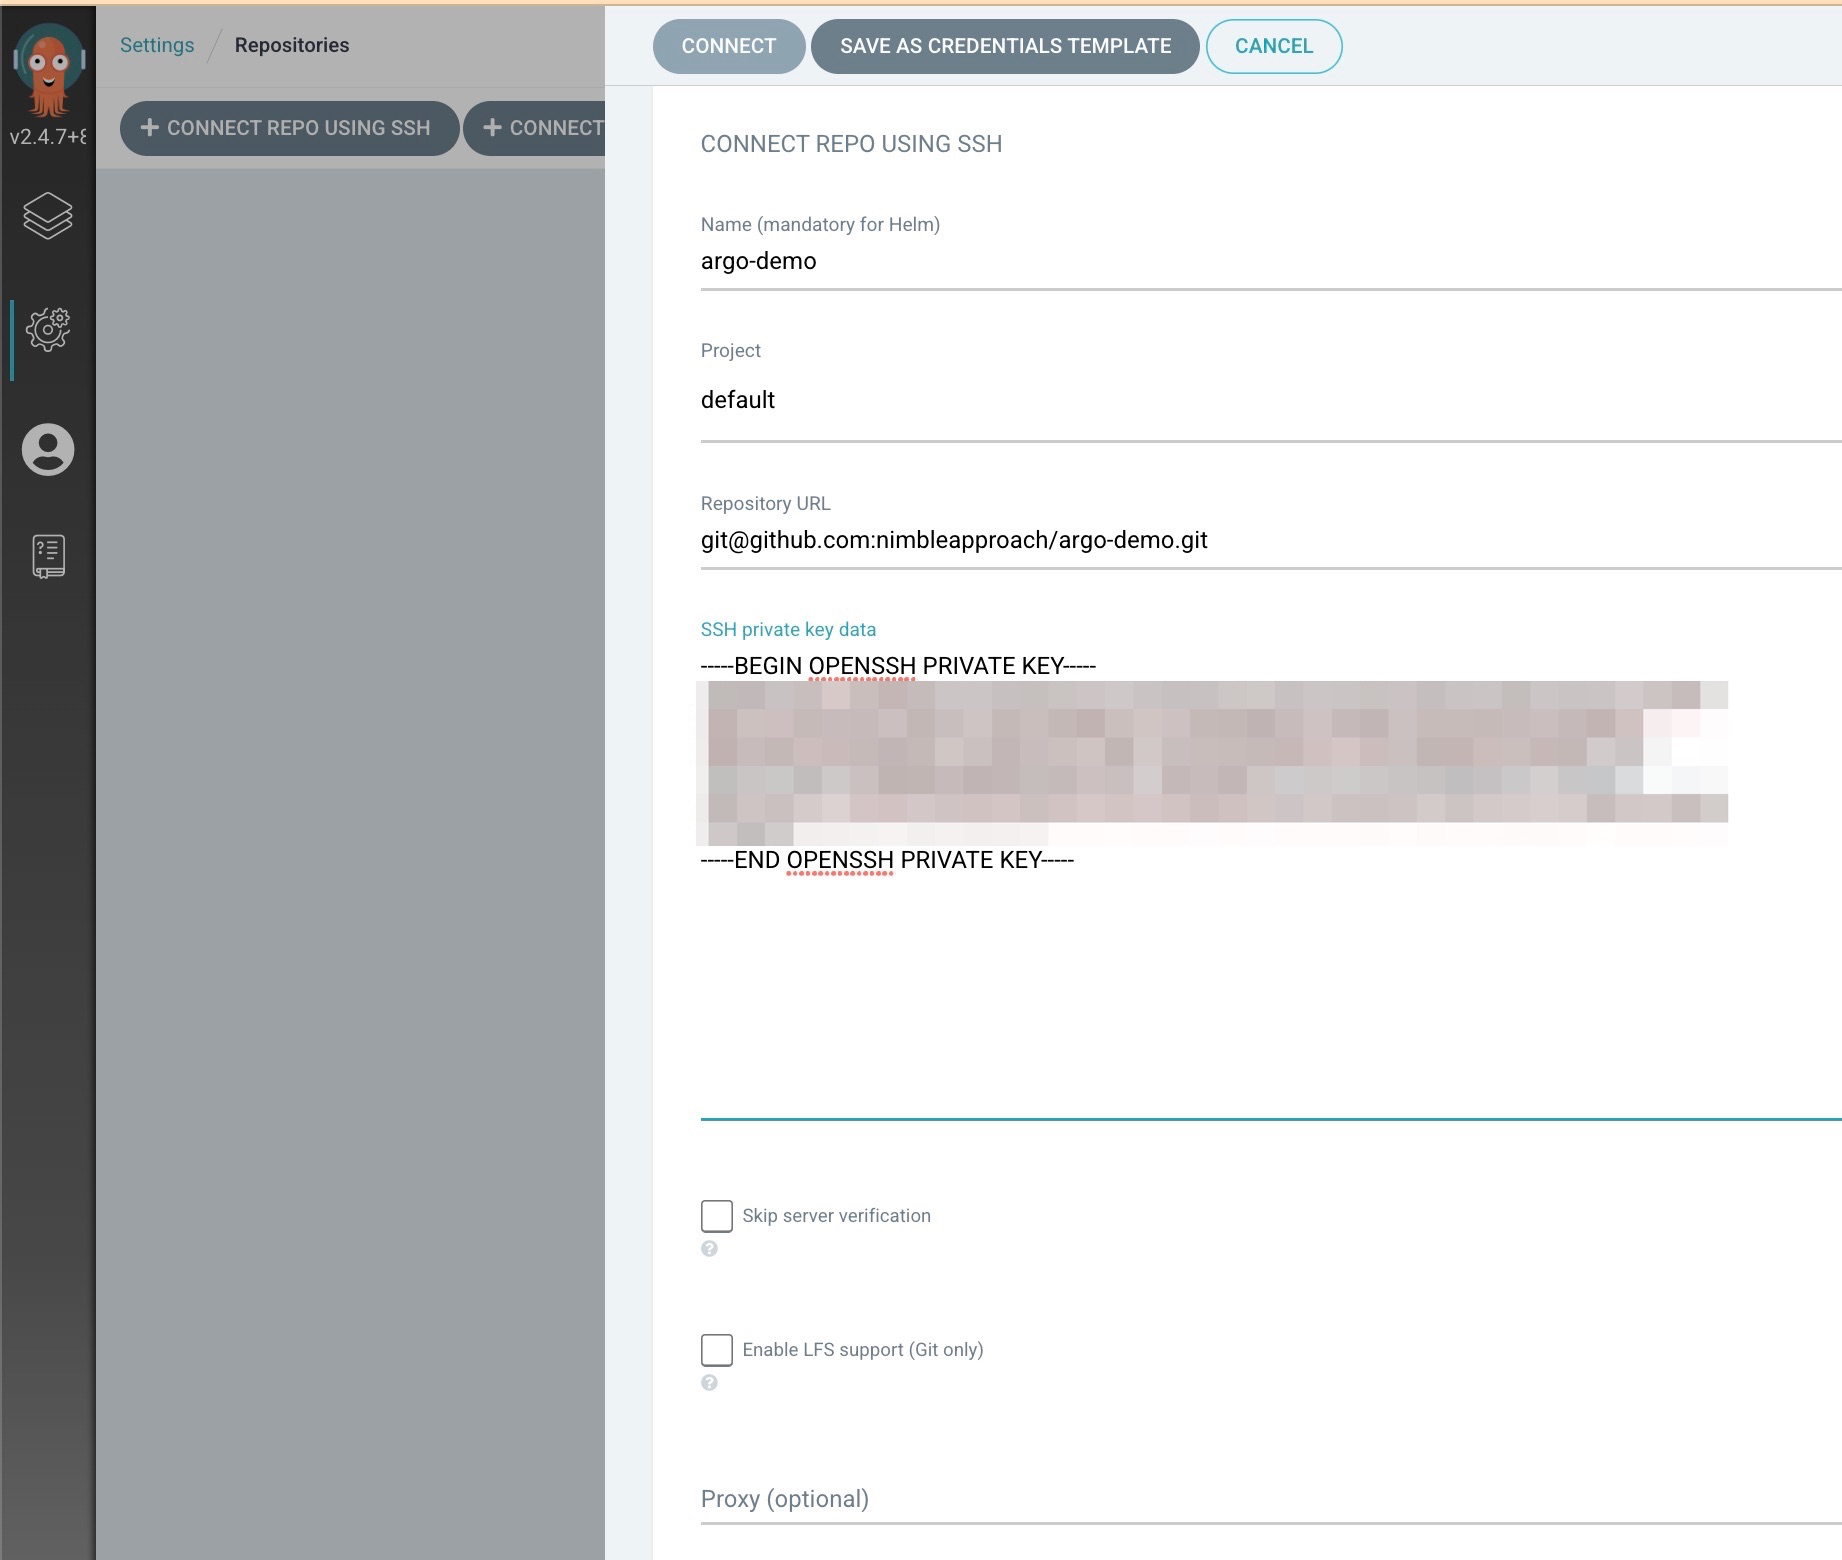 Settings / Repositories
v2.4.7+8
CONNECT REPO USING SSH
CONNECT
CONNECT
SAVE AS CREDENTIALS TEMPLATE
CANCEL
CONNECT REPO USING SSH
Name (mandatory for Helm)
argo-demo
Project
default
Repository URL
git@github.com:nimbleapproach/argo-demo.git
SSH private key data
-----BEGIN OPENSSH PRIVATE KEY-----
-----END OPENSSH PRIVATE KEY-----
Skip server verification
?
Enable LFS support (Git only)
?
Proxy (optional)